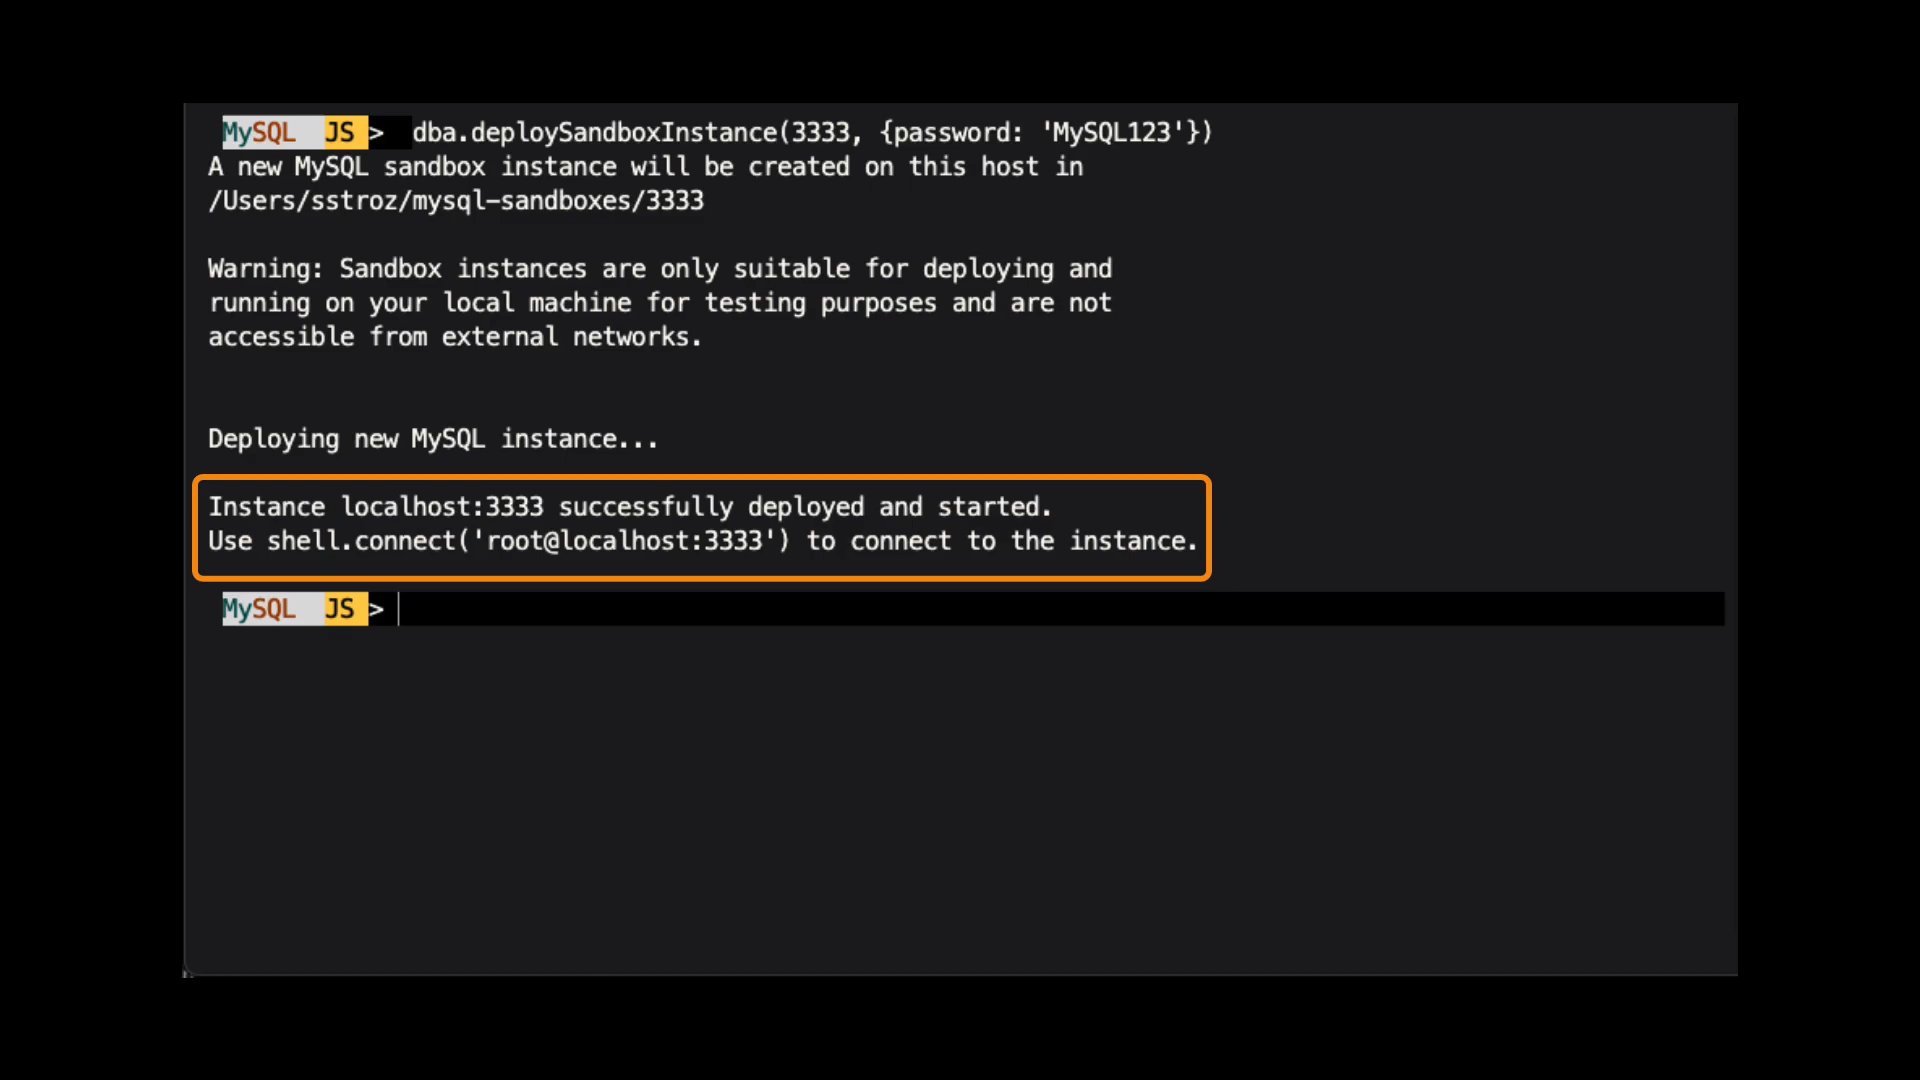 MySQL JS > dba.deploySandboxInstance(3333, {password: 'MySQL123'})
A new MySQL sandbox instance will be created on this host in
/Users/sstroz/mysql-sandboxes/3333
Warning: Sandbox instances are only suitable for deploying and
running on your local machine for testing purposes and are not
accessible from external networks.
Deploying new MySQL instance...
Instance localhost:3333 successfully deployed and started.
Use shell.connect('root@localhost:3333') to connect to the instance.
MySQL JS >